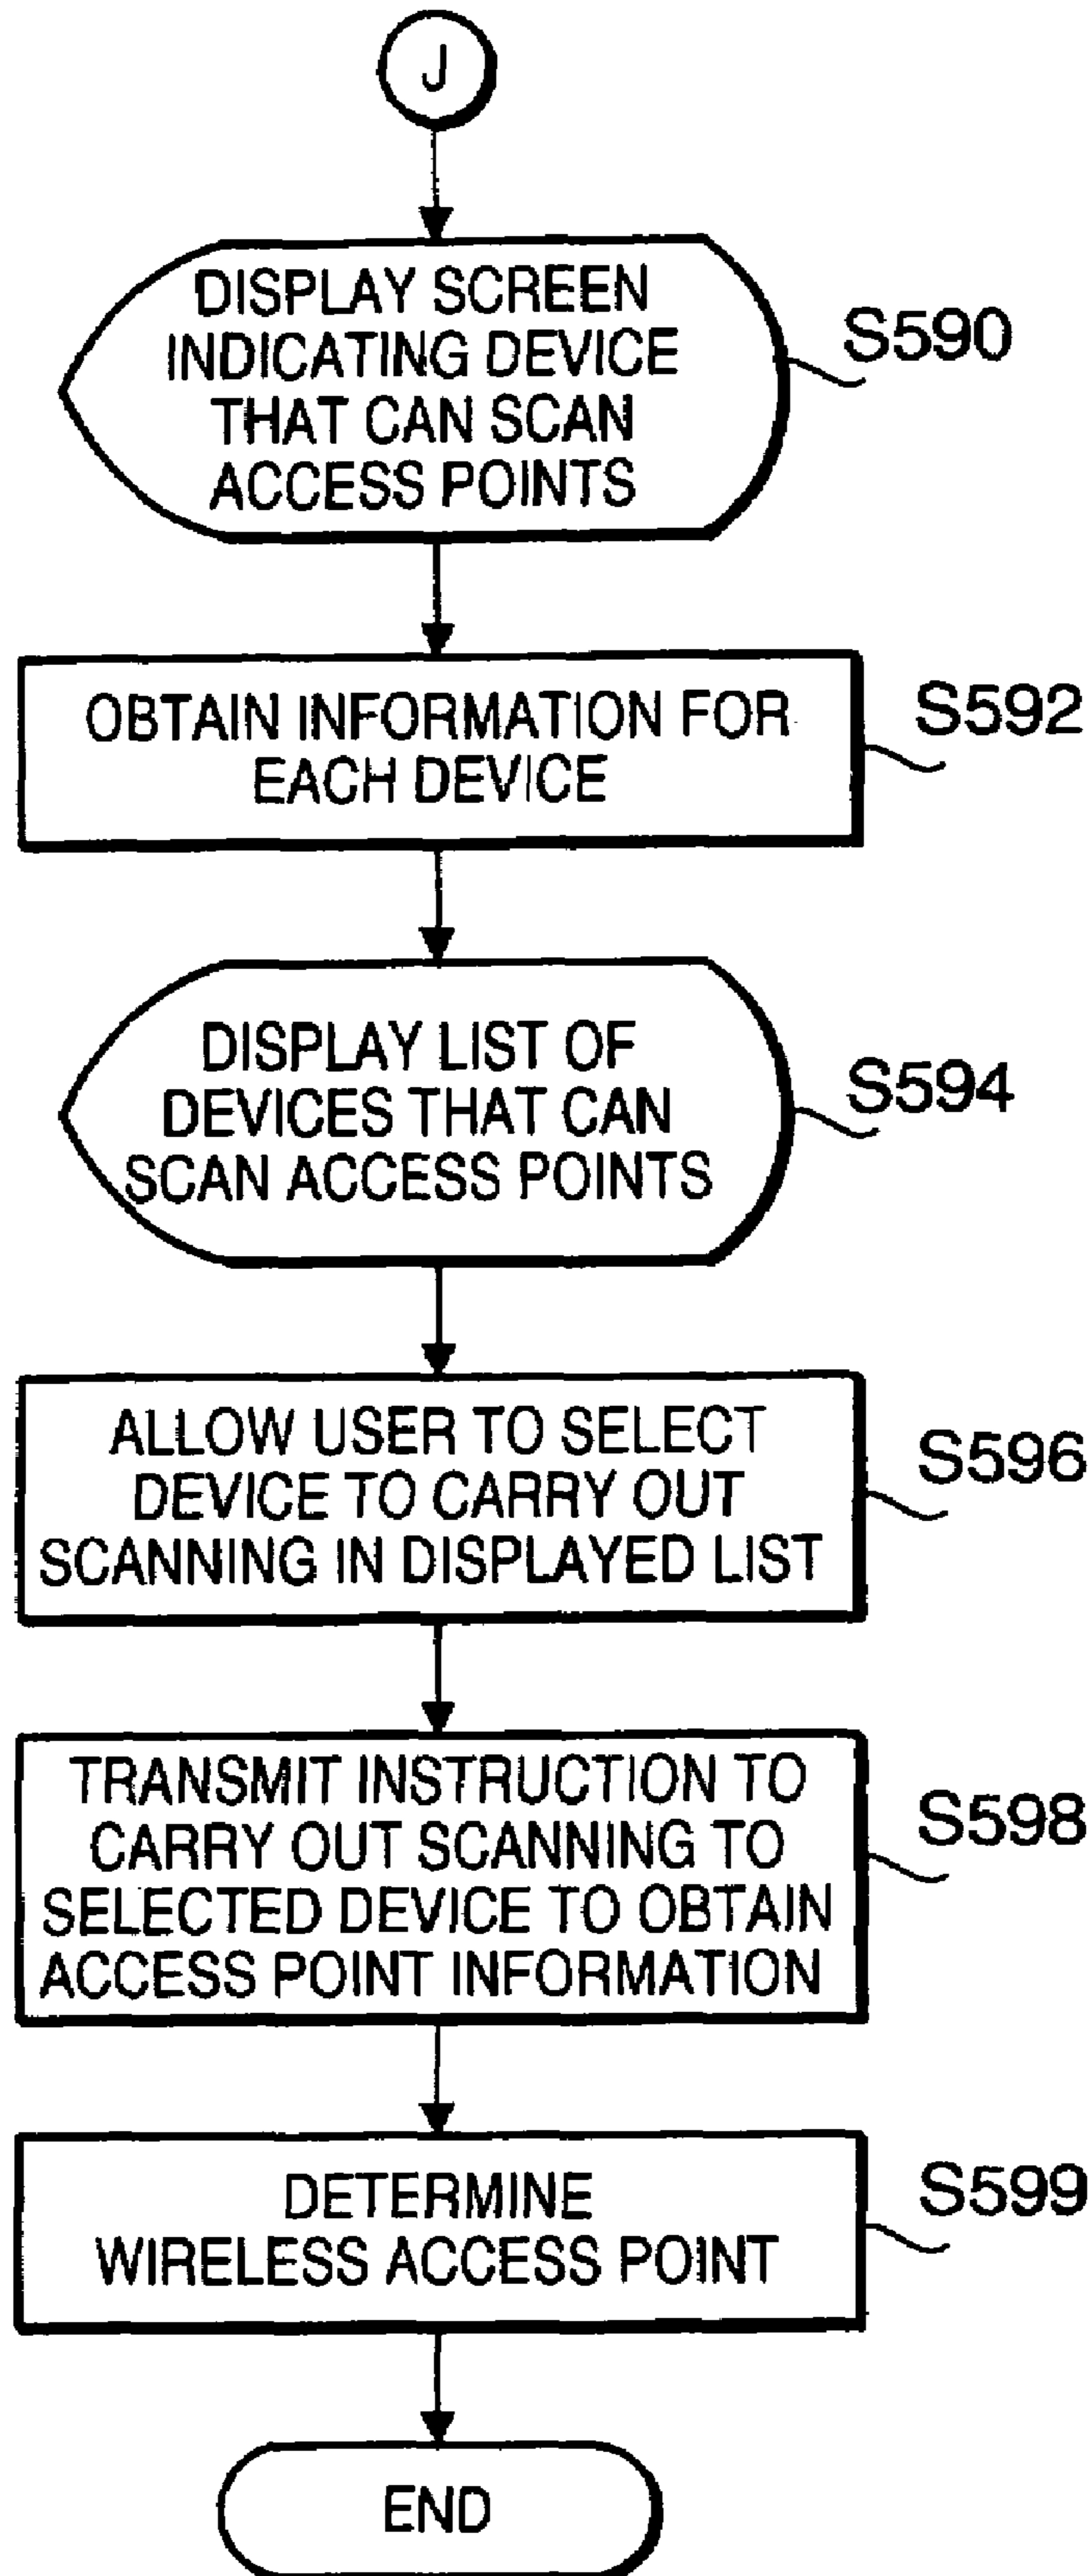 J
DISPLAY SCREEN
INDICATING DEVICE
THAT CAN SCAN
ACCESS POINTS
S590
OBTAIN INFORMATION FOR
EACH DEVICE
S592
DISPLAY LIST OF
DEVICES THAT CAN
SCAN ACCESS POINTS
S594
ALLOW USER TO SELECT
DEVICE TO CARRY OUT
SCANNING IN DISPLAYED LIST
S596
TRANSMIT INSTRUCTION TO
CARRY OUT SCANNING TO
SELECTED DEVICE TO OBTAIN
ACCESS POINT INFORMATION
S598
DETERMINE
WIRELESS ACCESS POINT
S599
END